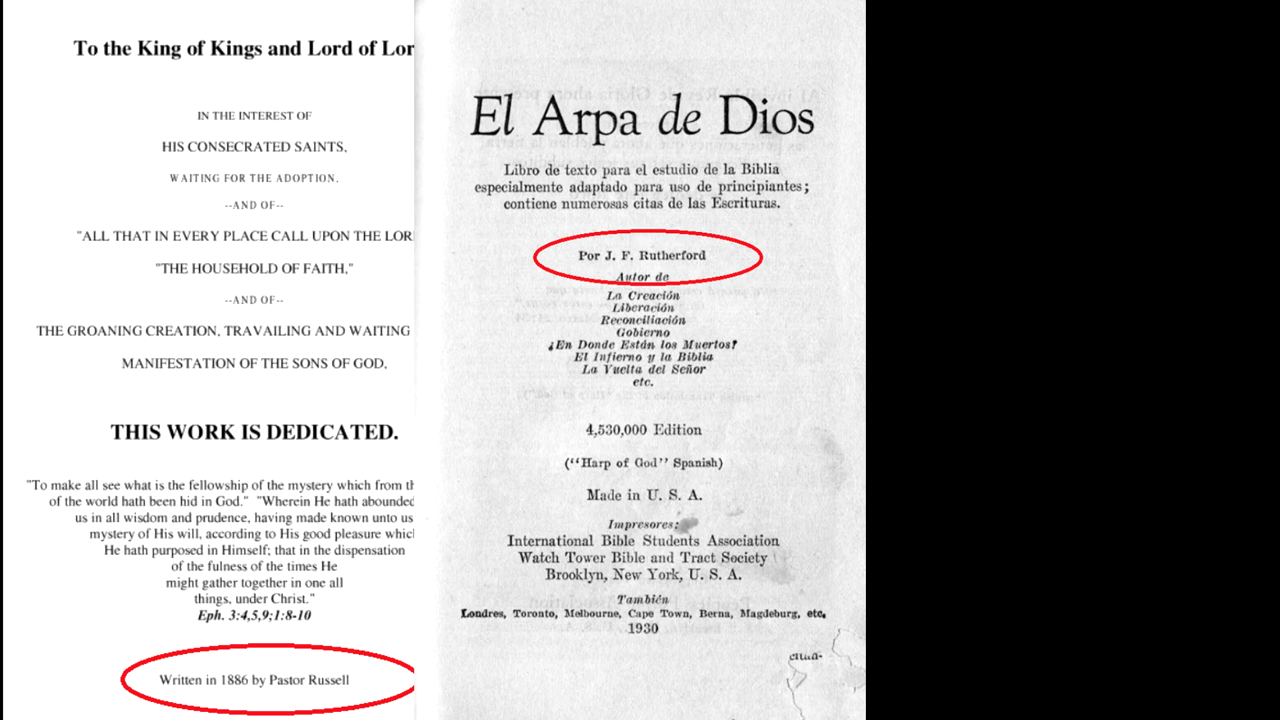 To the King of Kings and Lord of Lor
IN THE INTEREST OF
HIS CONSECRATED SAINTS,
WAITING FOR THE ADOPTION,
--AND OF--
"ALL THAT IN EVERY PLACE CALL UPON THE LOR
"THE HOUSEHOLD OF FAITH,"
--AND OF--
THE GROANING CREATION, TRAVAILING AND WAITING
MANIFESTATION OF THE SONS OF GOD,
THIS WORK IS DEDICATED.
"To make all see what is the fellowship of the mystery which from th
of the world hath been hid in God." "Wherein He hath abounded
us in all wisdom and prudence, having made known unto us
mystery of His will, according to His good pleasure whicl
He hath purposed in Himself; that in the dispensation
of the fulness of the times He
might gather together in one all
things, under Christ."
Eph. 3:4,5,9;1:8-10
Written in 1886 by Pastor Russell
El Arpa de Dios
Libro de texto para el estudio de la Biblia
especialmente adaptado para uso de principiantes;
contiene numerosas citas de las Escrituras.
Por J. F. Rutherford
Autor de
La Creación
Liberación
Reconciliación
Gobierno
¿En Donde Están los Muertos?
El Infierno y la Biblia
La Vuelta del Señor
etc.
4,530,000 Edition
(“Harp of God” Spanish)
Made in U. S. A.
Impresores:
International Bible Students Association
Watch Tower Bible and Tract Society
Brooklyn, New York, U. S. A.
También
Londres, Toronto, Melbourne, Cape Town, Berna, Magdeburg, etc.
1930